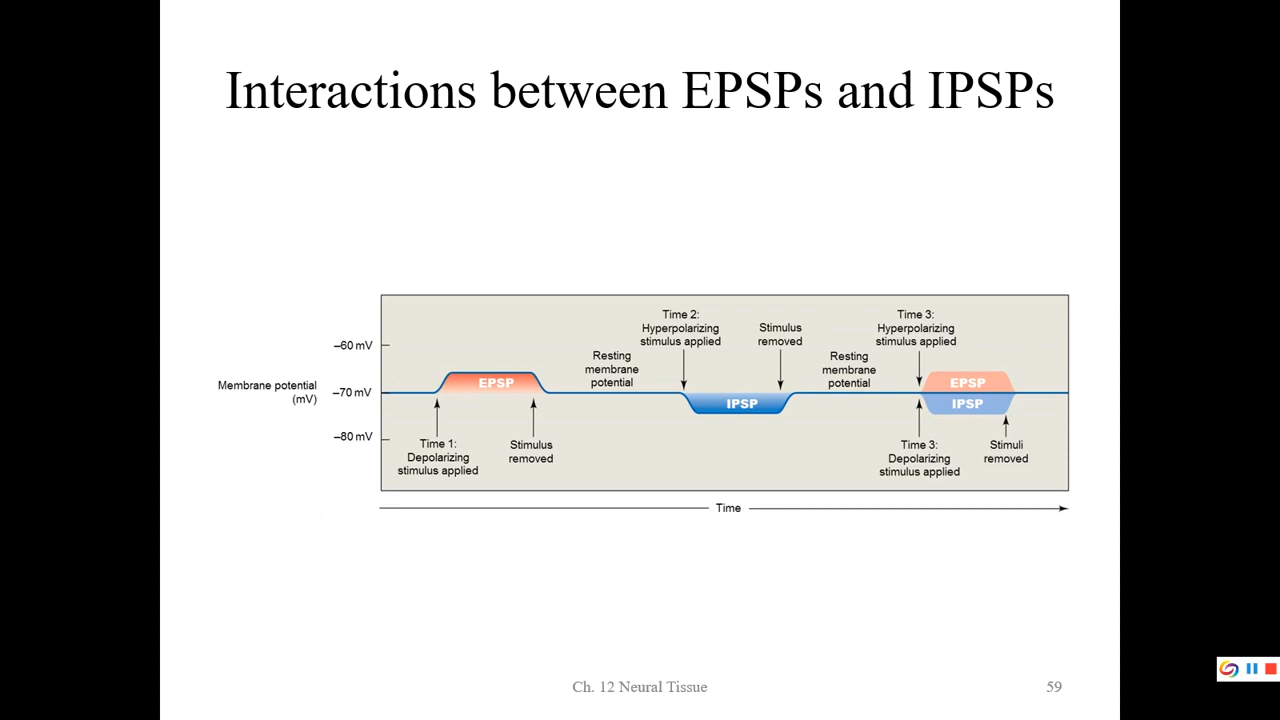 Interactions between EPSPs and IPSPs
Time 2:
Hyperpolarizing
stimulus applied
Stimulus
removed
Time 3:
Hyperpolarizing
stimulus applied
Resting
membrane
potential
Resting
membrane
potential
–60 mV
Membrane potential
(mV)
–70 mV
–80 mV
EPSP
IPSP
EPSP
IPSP
Time 1:
Depolarizing
stimulus applied
Stimulus
removed
Time 3:
Depolarizing
stimulus applied
Stimuli
removed
Time
Ch. 12 Neural Tissue
59